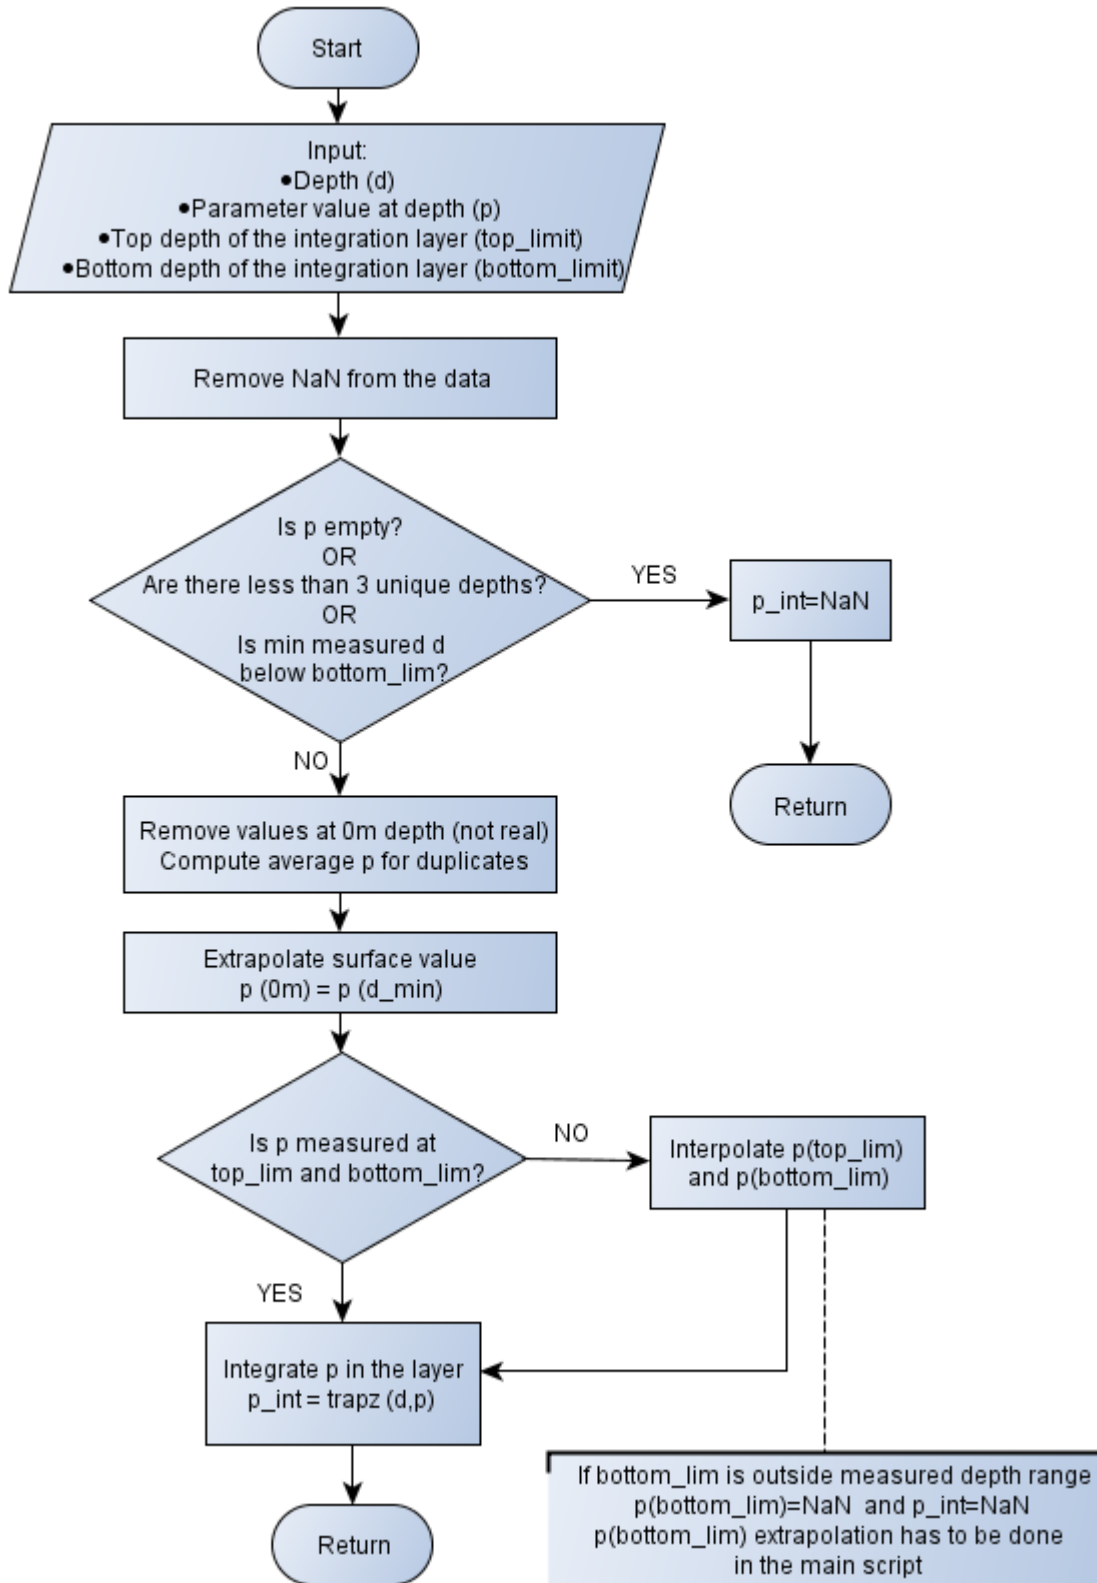 Start
Input:
•Depth (d)
•Parameter value at depth (p)
•Top depth of the integration layer (top_limit)
•Bottom depth of the integration layer (bottom_limit)
Remove NaN from the data
Is p empty?
OR
Are there less than 3 unique depths?
OR
Is min measured d
below bottom_lim?
YES
p_int=NaN
Return
NO
Remove values at 0m depth (not real)
Compute average p for duplicates
Extrapolate surface value
p (0m) = p (d_min)
Is p measured at
top_lim and bottom_lim?
NO
Interpolate p(top_lim)
and p(bottom_lim)
YES
Integrate p in the layer
p_int = trapz (d,p)
Return
If bottom_lim is outside measured depth range
p(bottom_lim)=NaN and p_int=NaN
p(bottom_lim) extrapolation has to be done
in the main script